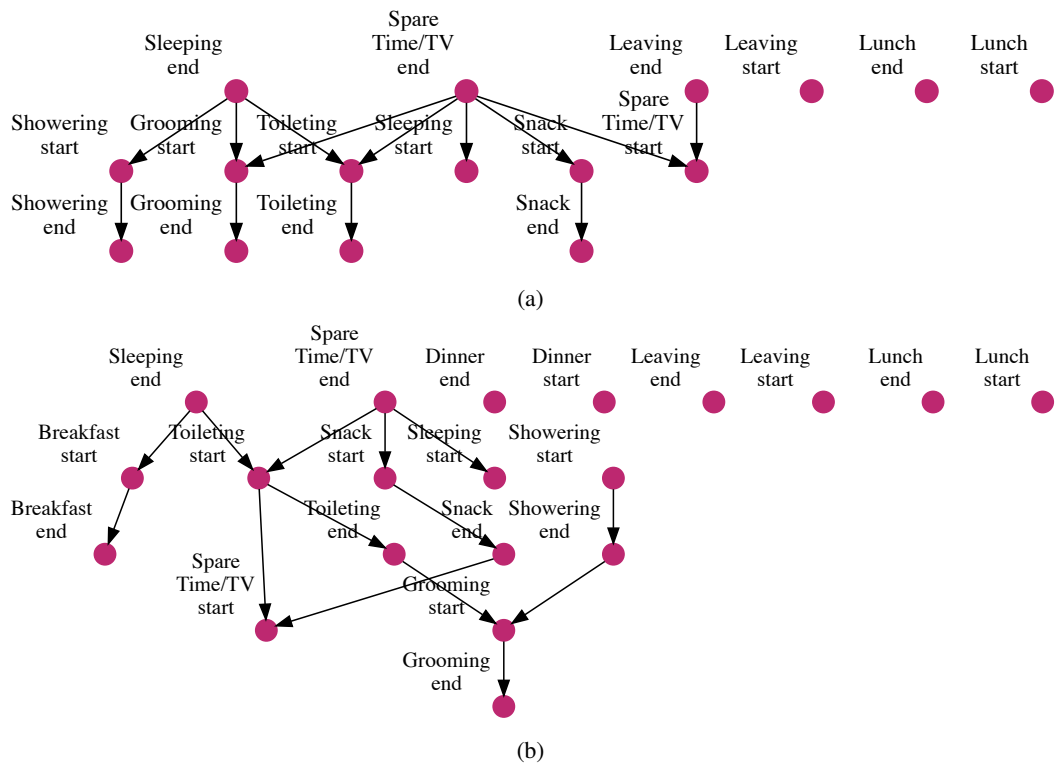 Sleeping
end
Spare
Time/TV
end
Leaving
end
Leaving
start
Lunch
end
Lunch
start
Showering
start
Grooming
start
Toileting
start
Sleeping
start
Snack
start
Spare
Time/TV
start
Showering
end
Grooming
end
Toileting
end
Snack
end
(a)
Sleeping
end
Spare
Time/TV
end
Dinner
end
Dinner
start
Leaving
end
Leaving
start
Lunch
end
Lunch
start
Breakfast
start
Toileting
start
Snack
start
Sleeping
start
Showering
start
Breakfast
end
Toileting
end
Snack
end
Showering
end
Spare
Time/TV
start
Grooming
start
Grooming
end
(b)